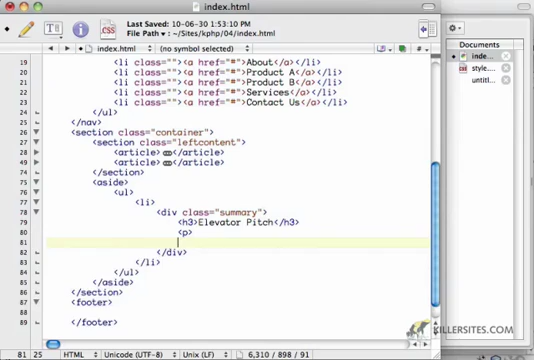 index.html
Last Saved: 10-06-30 1:53:10 PM
File Path ▾: ~/Sites/kphp/04/index.html
index.html (no symbol selected) #
Documents
inde...
style....
untitl...
19 <li class=""><a href="#">About</a></li>
20 <li class=""><a href="#">Product A</a></li>
21 <li class=""><a href="#">Product B</a></li>
22 <li class=""><a href="#">Services</a></li>
23 <li class=""><a href="#">Contact Us</a></li>
24 </ul>
25 </nav>
26 <section class="container">
27 <section class="leftcontent">
28 <article></article>
49 <article></article>
74 </section>
75 <aside>
76 <ul>
77 <li>
78 <div class="summary">
79 <h3>Elevator Pitch</h3>
80 <p>
81
82 </div>
83 </li>
84 </ul>
85 </aside>
86 </section>
87 <footer>
88
89 </footer>
KILLERSITES.COM
81 25 HTML Unicode (UTF-8) Unix (LF) 6,310 / 898 / 91